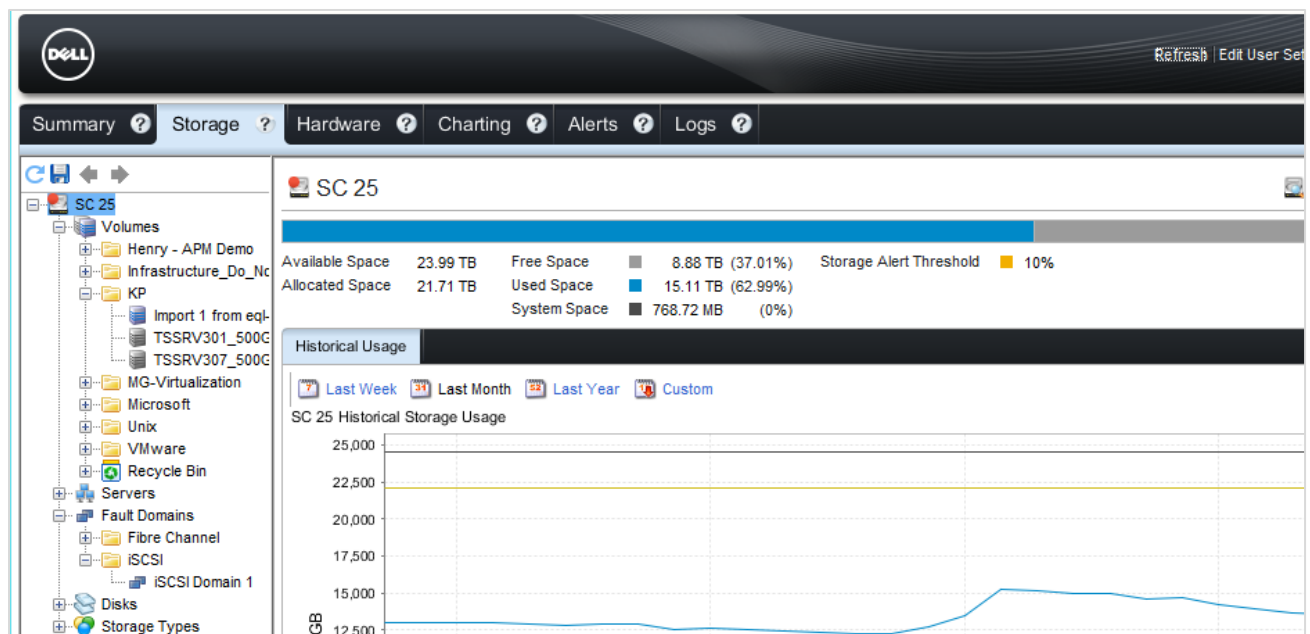 DELL
Refresh | Edit User Set
Summary ? Storage ? Hardware ? Charting ? Alerts ? Logs ?
SC 25
Volumes
Henry - APM Demo
Infrastructure_Do_No
KP
Import 1 from eql-
TSSRV301_500G
TSSRV307_500G
MG-Virtualization
Microsoft
Unix
VMware
Recycle Bin
Servers
Fault Domains
Fibre Channel
iSCSI
iSCSI Domain 1
Disks
Storage Types
SC 25
Available Space 23.99 TB Free Space 8.88 TB (37.01%) Storage Alert Threshold 10%
Allocated Space 21.71 TB Used Space 15.11 TB (62.99%)
System Space 768.72 MB (0%)
Historical Usage
7 Last Week 31 Last Month 52 Last Year Custom
SC 25 Historical Storage Usage
25,000
22,500
20,000
17,500
15,000
12,500
GB